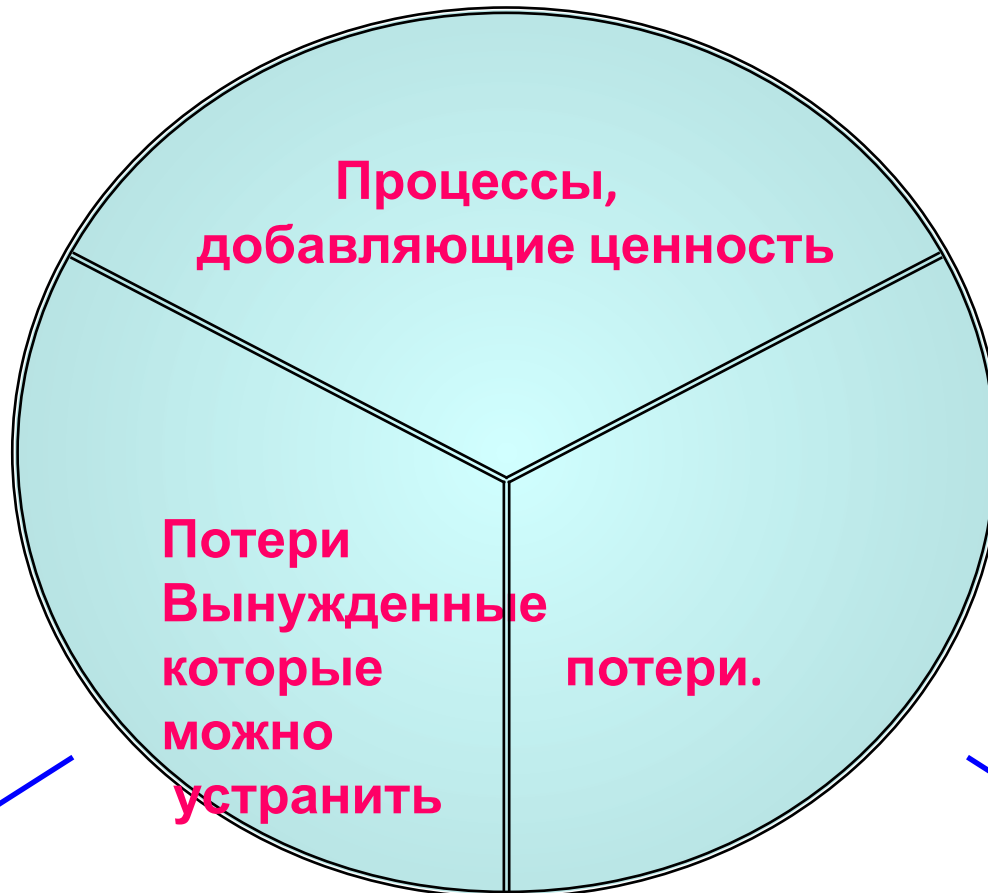 Процессы,
добавляющие ценность
Потери
Вынужденные
которые потери.
можно
устранить